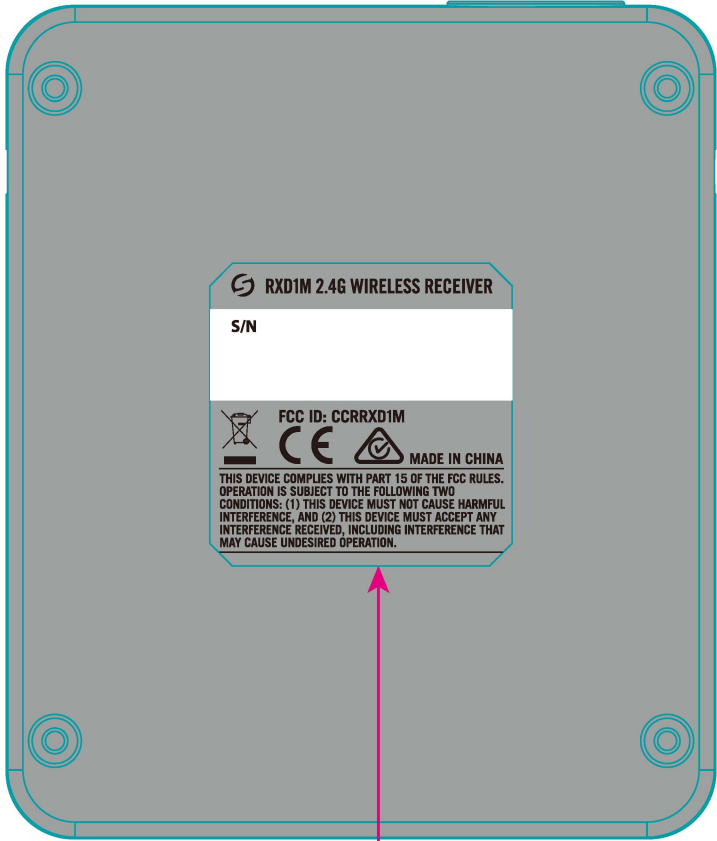 RXD1M 2.4G WIRELESS RECEIVER
S/N
FCC ID: CCRRXD1M
CE
MADE IN CHINA
THIS DEVICE COMPLIES WITH PART 15 OF THE FCC RULES.
OPERATION IS SUBJECT TO THE FOLLOWING TWO
CONDITIONS: (1) THIS DEVICE MUST NOT CAUSE HARMFUL
INTERFERENCE, AND (2) THIS DEVICE MUST ACCEPT ANY
INTERFERENCE RECEIVED, INCLUDING INTERFERENCE THAT
MAY CAUSE UNDESIRED OPERATION.